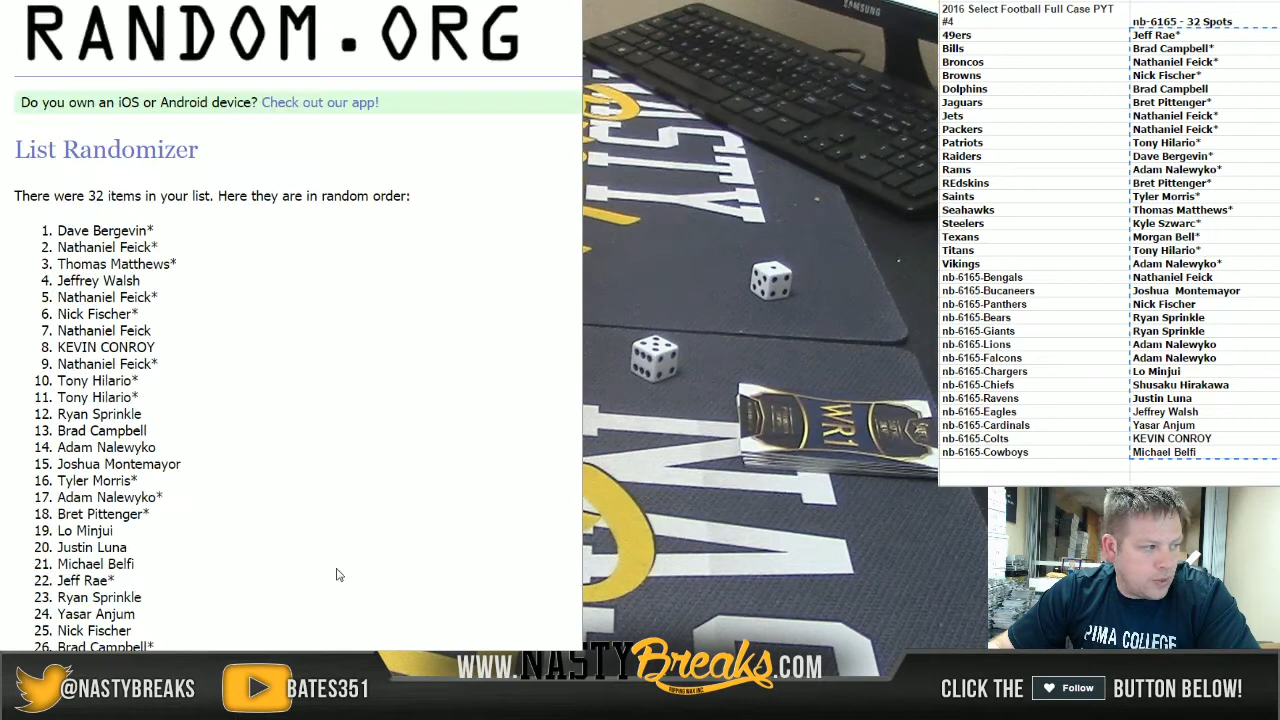 RANDOM.ORG
Do you own an iOS or Android device? Check out our app!
List Randomizer
There were 32 items in your list. Here they are in random order:
1. Dave Bergevin*
2. Nathaniel Feick*
3. Thomas Matthews*
4. Jeffrey Walsh
5. Nathaniel Feick*
6. Nick Fischer*
7. Nathaniel Feick
8. KEVIN CONROY
9. Nathaniel Feick*
10. Tony Hilario*
11. Tony Hilario*
12. Ryan Sprinkle
13. Brad Campbell
14. Adam Nalewyko
15. Joshua Montemayor
16. Tyler Morris*
17. Adam Nalewyko*
18. Bret Pittenger*
19. Lo Minjui
20. Justin Luna
21. Michael Belfi
22. Jeff Rae*
23. Ryan Sprinkle
24. Yasar Anjum
25. Nick Fischer
26. Brad Campbell*
SAMSUNG
WR1
2016 Select Football Full Case PYT
#4 nb-6165 - 32 Spots
49ers Jeff Rae*
Bills Brad Campbell*
Broncos Nathaniel Feick*
Browns Nick Fischer*
Dolphins Brad Campbell
Jaguars Bret Pittenger*
Jets Nathaniel Feick*
Packers Nathaniel Feick*
Patriots Tony Hilario*
Raiders Dave Bergevin*
Rams Adam Nalewyko*
REdskins Bret Pittenger*
Saints Tyler Morris*
Seahawks Thomas Matthews*
Steelers Kyle Szwarc*
Texans Morgan Bell*
Titans Tony Hilario*
Vikings Adam Nalewyko*
nb-6165-Bengals Nathaniel Feick
nb-6165-Bucaneers Joshua Montemayor
nb-6165-Panthers Nick Fischer
nb-6165-Bears Ryan Sprinkle
nb-6165-Giants Ryan Sprinkle
nb-6165-Lions Adam Nalewyko
nb-6165-Falcons Adam Nalewyko
nb-6165-Chargers Lo Minjui
nb-6165-Chiefs Shusaku Hirakawa
nb-6165-Ravens Justin Luna
nb-6165-Eagles Jeffrey Walsh
nb-6165-Cardinals Yasar Anjum
nb-6165-Colts KEVIN CONROY
nb-6165-Cowboys Michael Belfi
PIMA COLLEGE
@NASTYBREAKS
BATES351
WWW.NASTYBreaks.COM
RIPPING WAX INC
CLICK THE Follow BUTTON BELOW!